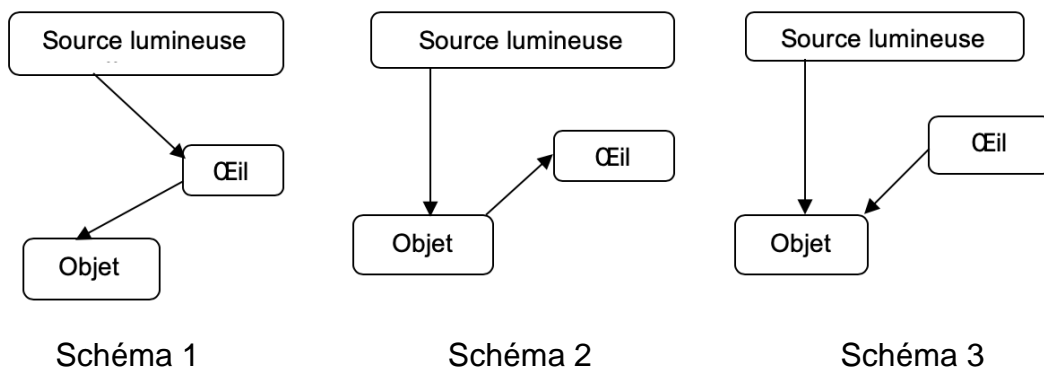 Source lumineuse
Œil
Objet
Schéma 1
Source lumineuse
Œil
Objet
Schéma 2
Source lumineuse
Œil
Objet
Schéma 3